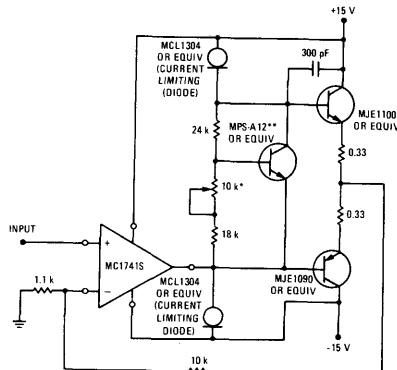 +15 V
MCL1304
OR EQUIV
(CURRENT
LIMITING
(DIODE)
300 pF
MJE1100
OR EQUIV
MPS-A12**
OR EQUIV
24 k
0.33
10 k*
0.33
18 k
INPUT
+
MC1741S
−
1.1 k
MCL1304
OR EQUIV
(CURRENT
LIMITING
DIODE)
MJE1090
OR EQUIV
-15 V
10 k